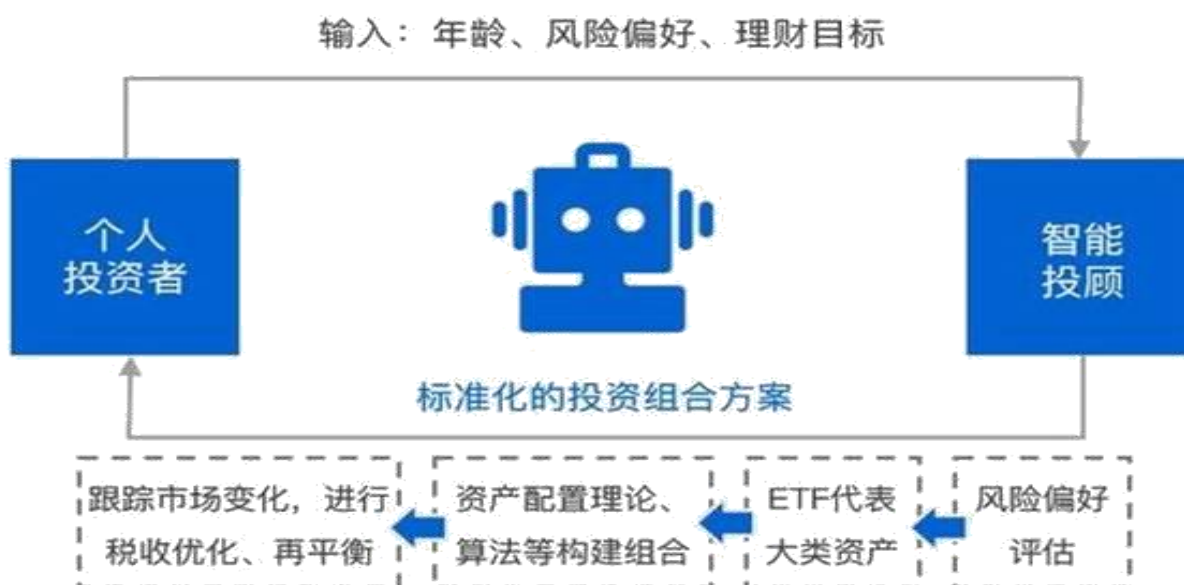 输入：年龄、风险偏好、理财目标
个人
投资者
智能
投顾
标准化的投资组合方案
跟踪市场变化，进行
税收优化、再平衡
资产配置理论、
算法等构建组合
ETF代表
大类资产
风险偏好
评估